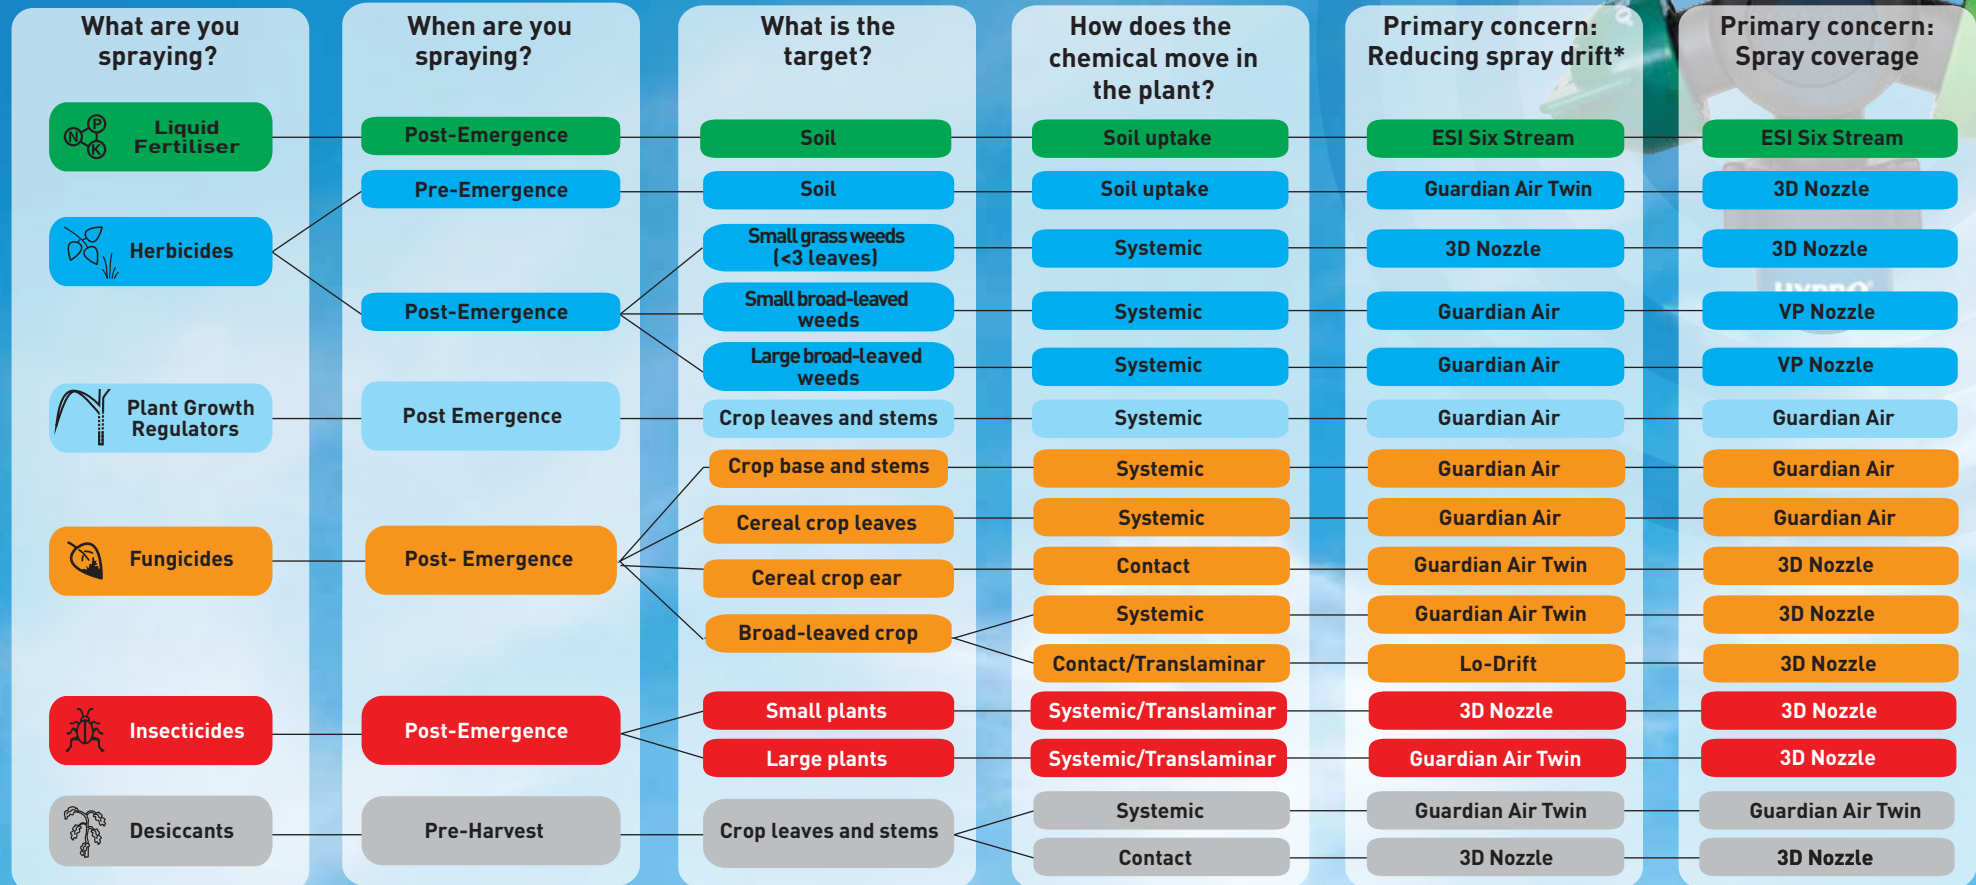 What are you
spraying?
When are you
spraying?
What is the
target?
How does the
chemical move in
the plant?
Primary concern:
Reducing spray drift*
Primary concern:
Spray coverage
N P K
Liquid
Fertiliser
Post-Emergence
Soil
Soil uptake
ESI Six Stream
ESI Six Stream
Herbicides
Pre-Emergence
Soil
Soil uptake
Guardian Air Twin
3D Nozzle
Post-Emergence
Small grass weeds
(<3 leaves)
Systemic
3D Nozzle
3D Nozzle
Small broad-leaved
weeds
Systemic
Guardian Air
VP Nozzle
Large broad-leaved
weeds
Systemic
Guardian Air
VP Nozzle
Plant Growth
Regulators
Post Emergence
Crop leaves and stems
Systemic
Guardian Air
Guardian Air
Fungicides
Post- Emergence
Crop base and stems
Systemic
Guardian Air
Guardian Air
Cereal crop leaves
Systemic
Guardian Air
Guardian Air
Cereal crop ear
Contact
Guardian Air Twin
3D Nozzle
Broad-leaved crop
Systemic
Guardian Air Twin
3D Nozzle
Contact/Translaminar
Lo-Drift
3D Nozzle
Insecticides
Post-Emergence
Small plants
Systemic/Translaminar
3D Nozzle
3D Nozzle
Large plants
Systemic/Translaminar
Guardian Air Twin
3D Nozzle
Desiccants
Pre-Harvest
Crop leaves and stems
Systemic
Guardian Air Twin
Guardian Air Twin
Contact
3D Nozzle
3D Nozzle